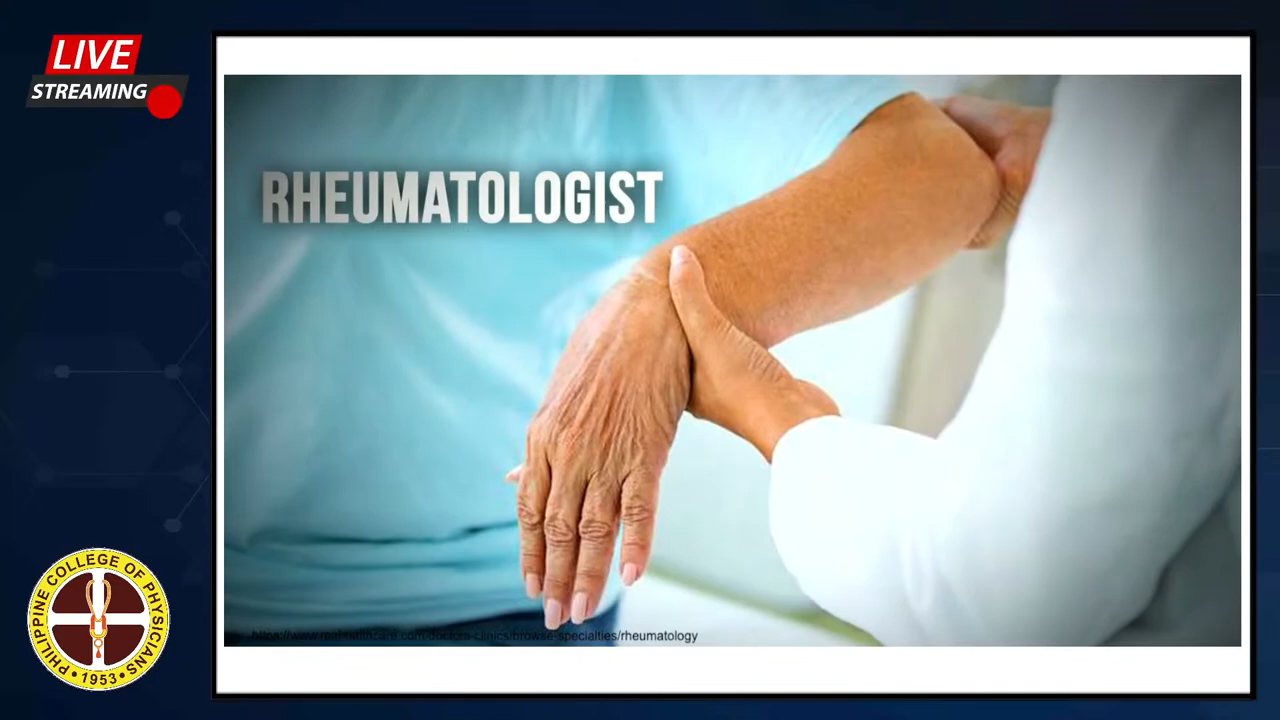 LIVE
STREAMING
RHEUMATOLOGIST
PHILIPPINE COLLEGE OF PHYSICIANS
• 1953 •